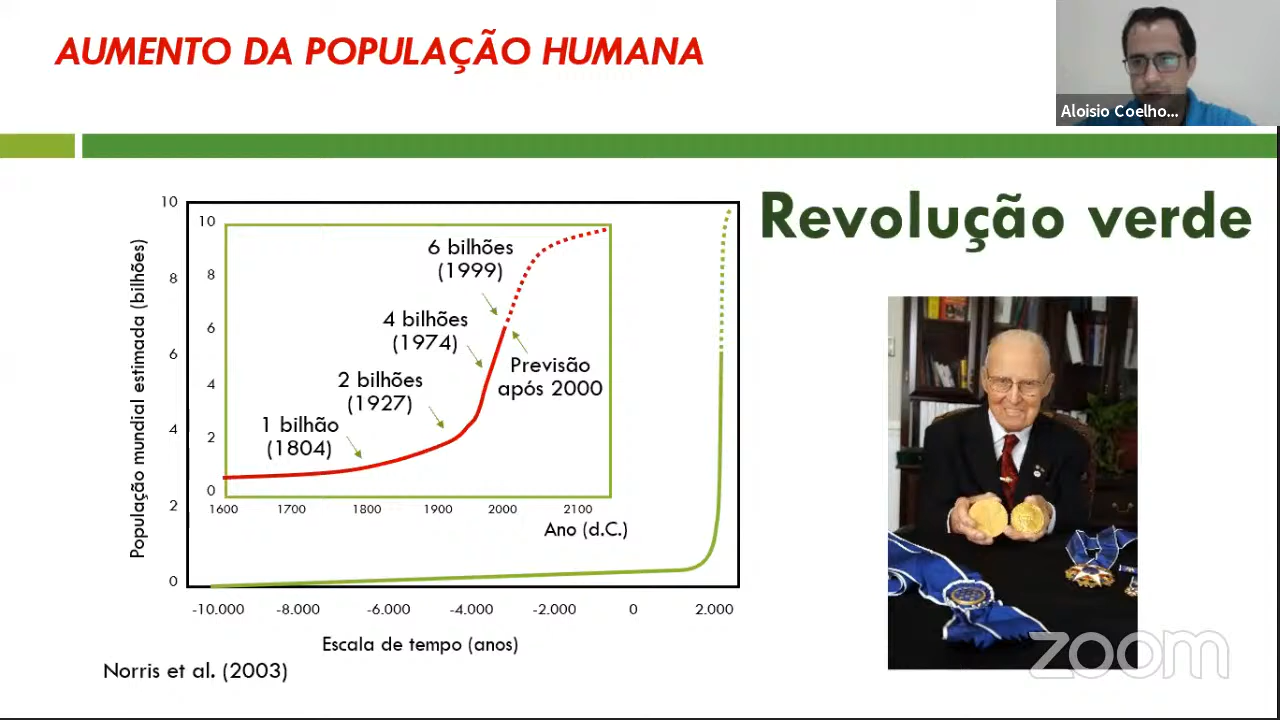 AUMENTO DA POPULAÇÃO HUMANA
Aloisio Coelho...
Revolução verde
População mundial estimada (bilhões)
10
8
6
4
2
0
10
8
6
4
2
0
6 bilhões
(1999)
4 bilhões
(1974)
Previsão
após 2000
2 bilhões
(1927)
1 bilhão
(1804)
1600 1700 1800 1900 2000 2100
Ano (d.C.)
-10.000 -8.000 -6.000 -4.000 -2.000 0 2.000
Escala de tempo (anos)
Norris et al. (2003)
zoom